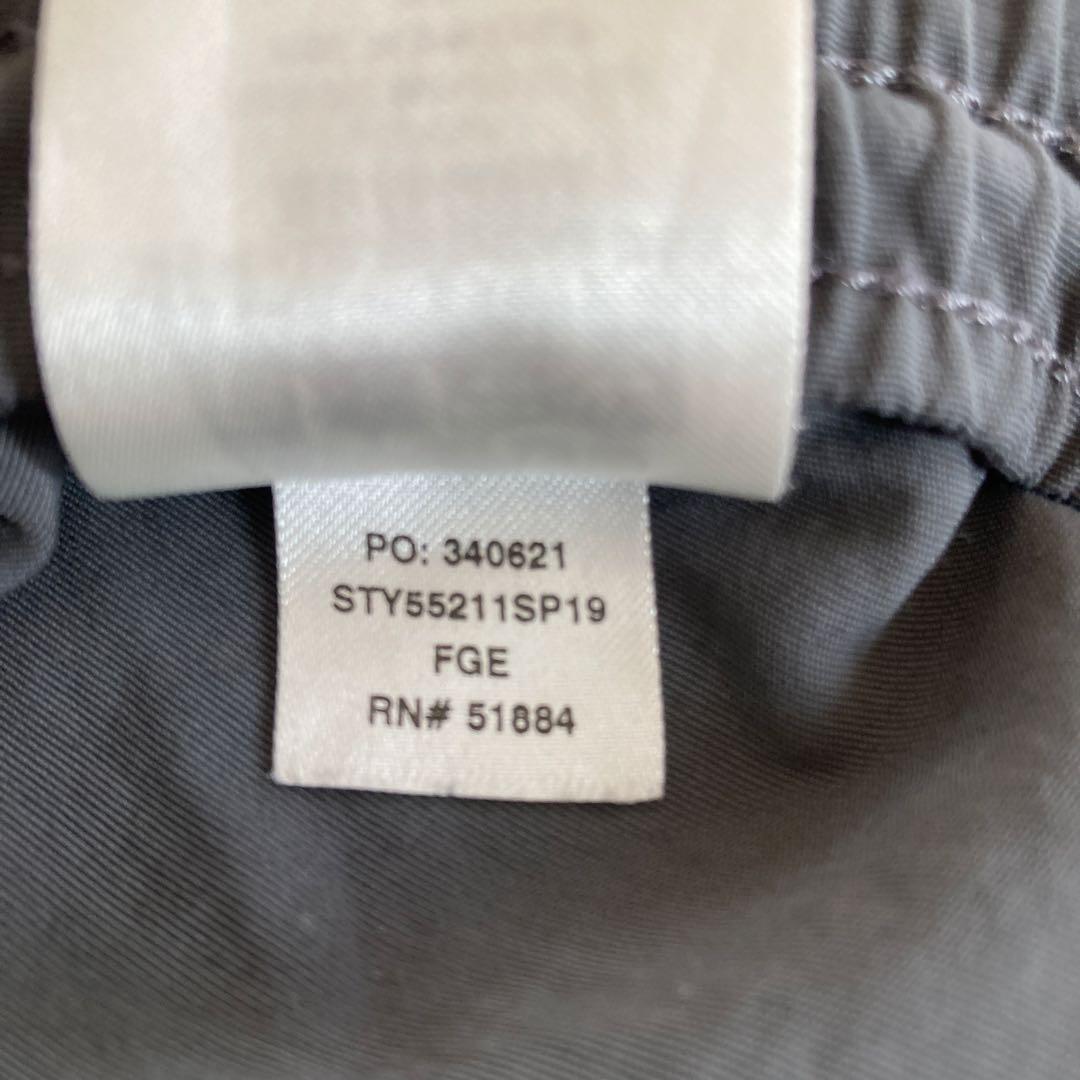 PO: 340621
STY55211SP19
FGE
RN# 51884